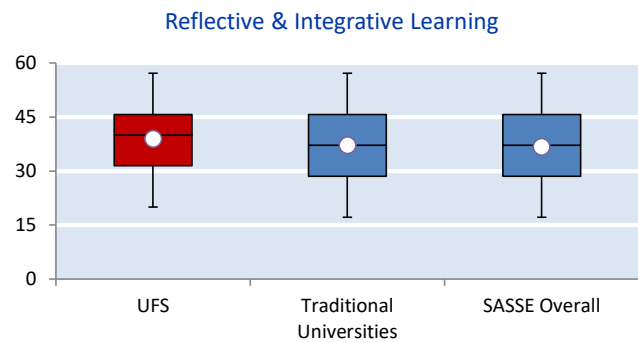 Reflective & Integrative Learning
60
45
30
15
0
UFS
Traditional
Universities
SASSE Overall